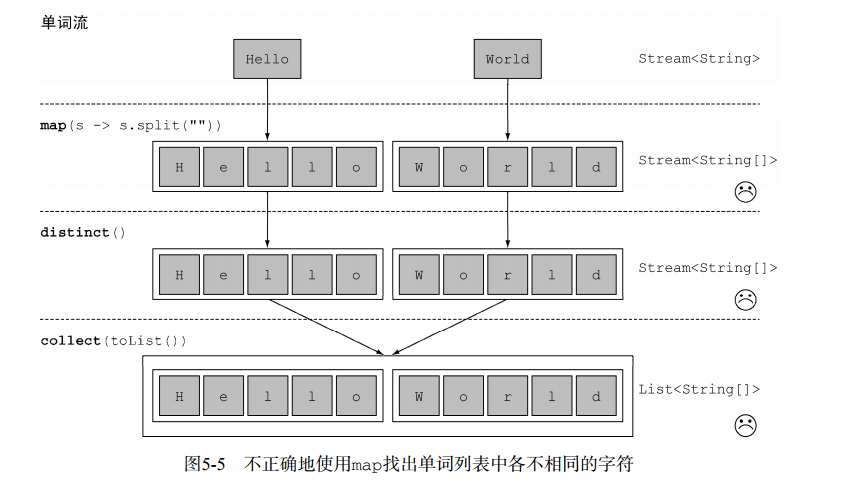 单词流
Hello World Stream<String>
map(s -> s.split(""))
H e l l o W o r l d Stream<String[]>
distinct()
H e l l o W o r l d Stream<String[]>
collect(toList())
H e l l o W o r l d List<String[]>
图5-5 不正确地使用map找出单词列表中各不相同的字符